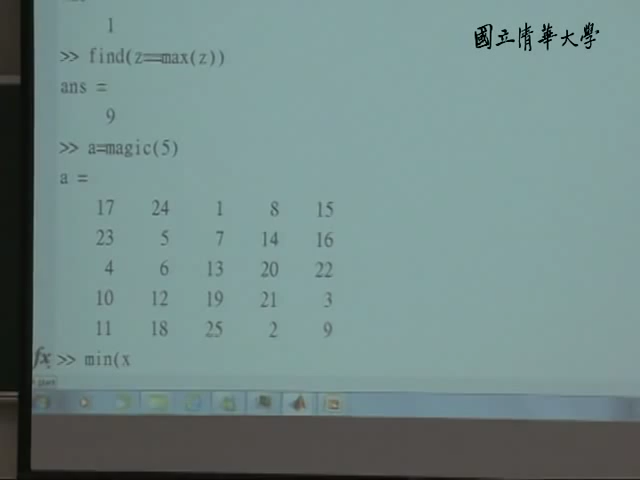 國立清華大學
1
>> find(z==max(z))
ans =
9
>> a=magic(5)
a =
17 24 1 8 15
23 5 7 14 16
4 6 13 20 22
10 12 19 21 3
11 18 25 2 9
fx >> min(x
start